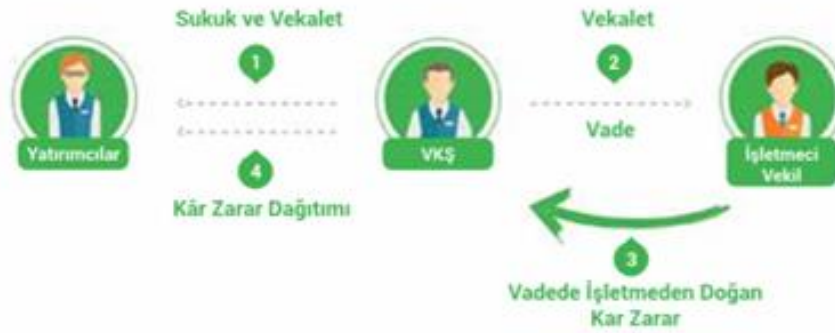 Sukuk ve Vekalet
Vekalet
1
2
Vade
Yatırımcılar
VKŞ
İşletmeci
Vekil
4
Kâr Zarar Dağıtımı
3
Vadede İşletmeden Doğan
Kar Zarar